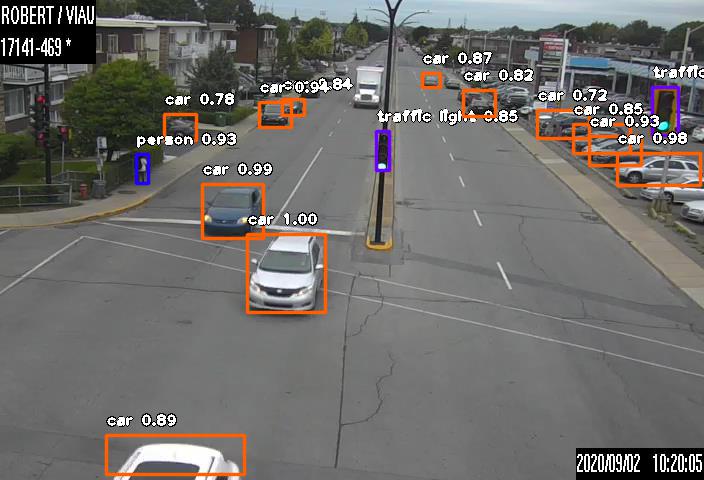 ROBERT / VIAU
17141-469 *
car 0.87
car 0.82
car 0.94
0.84
traffic
car 0.78
car 0.72
car 0.85
traffic light 0.85
car 0.93
person 0.93
car 0.98
car 0.99
car 1.00
car 0.89
2020/09/02 10:20:05